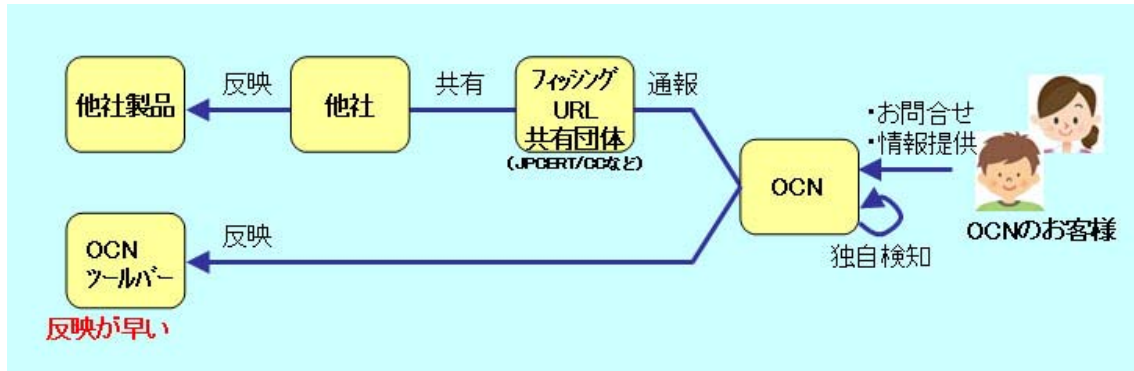 他社製品
反映
他社
共有
フィッシング
URL
共有団体
(JPCERT/CCなど)
通報
・お問合せ
・情報提供
OCN
OCNのお客様
独自検知
OCN
ツールバー
反映
反映が早い